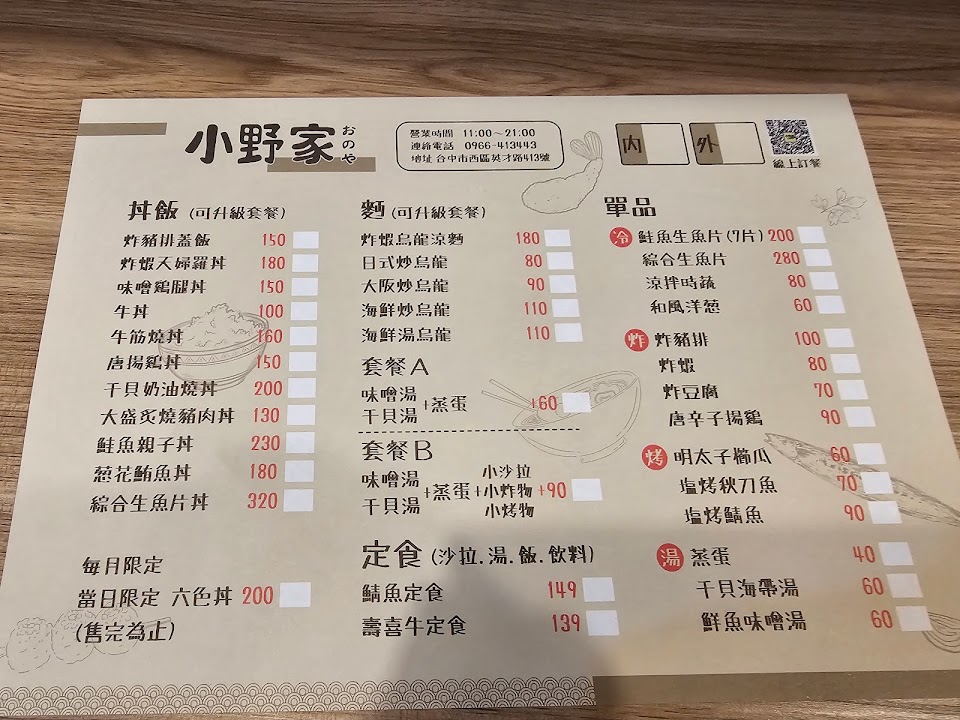 小野家 おのや
營業時間 11:00～21:00
連絡電話 0966-413443
地址 台中市西區英才路413號
內
外
線上訂餐
丼飯 (可升級套餐)
炸豬排蓋飯 150
炸蝦天婦羅丼 180
味噌鷄腿丼 150
牛丼 100
牛筋燒丼 160
唐揚鷄丼 150
干貝奶油燒丼 200
大盛炙燒豬肉丼 130
鮭魚親子丼 230
葱花鮪魚丼 180
綜合生魚片丼 320
每月限定
當日限定 六色丼 200
(售完為止)
麵 (可升級套餐)
炸蝦烏龍涼麵 180
日式炒烏龍 80
大阪炒烏龍 90
海鮮炒烏龍 110
海鮮湯烏龍 110
套餐A
味噌湯
干貝湯
+蒸蛋 +60
套餐B
味噌湯
干貝湯
+蒸蛋+
小沙拉
小炸物
小烤物
+90
定食 (沙拉.湯.飯.飲料)
鯖魚定食 149
壽喜牛定食 139
單品
冷 鮭魚生魚片(7片) 200
綜合生魚片 280
涼拌時蔬 80
和風洋葱 60
炸 炸豬排 100
炸蝦 80
炸豆腐 70
唐辛子揚鷄 90
烤 明太子櫛瓜 60
塩烤秋刀魚 70
塩烤鯖魚 90
湯 蒸蛋 40
干貝海帶湯 60
鮮魚味噌湯 60